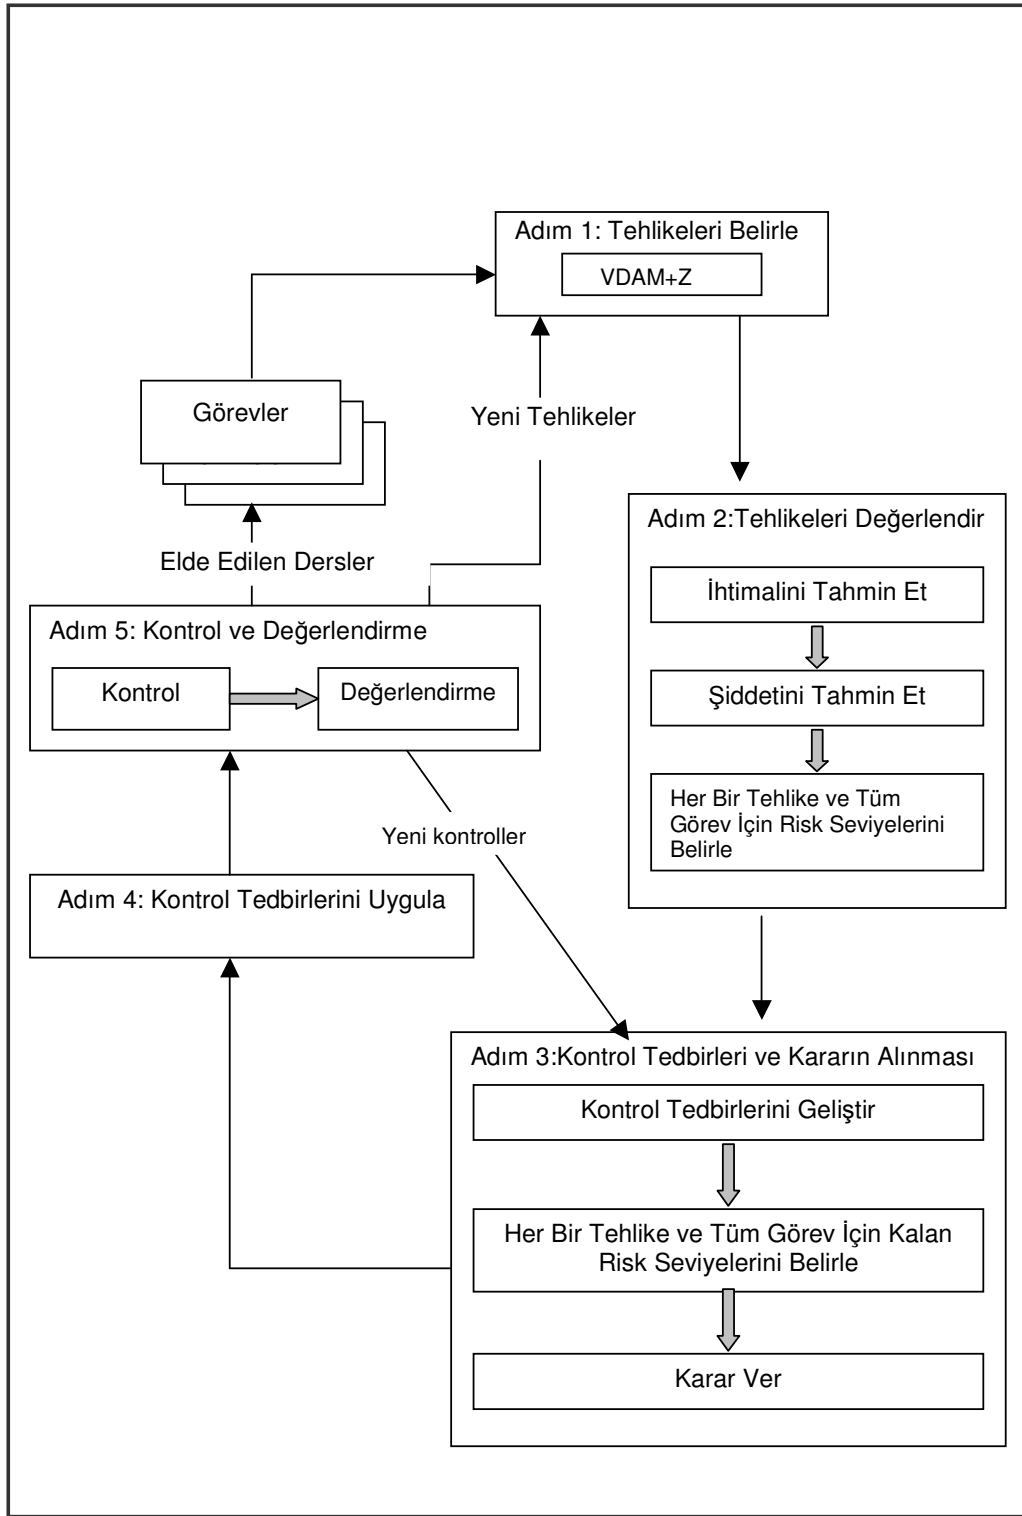 Adım 1: Tehlikeleri Belirle
VDAM+Z
Görevler
Yeni Tehlikeler
Adım 2:Tehlikeleri Değerlendir
Elde Edilen Dersler
İhtimalini Tahmin Et
Adım 5: Kontrol ve Değerlendirme
Kontrol
Değerlendirme
Şiddetini Tahmin Et
Her Bir Tehlike ve Tüm
Görev İçin Risk Seviyelerini
Belirle
Yeni kontroller
Adım 4: Kontrol Tedbirlerini Uygula
Adım 3:Kontrol Tedbirleri ve Kararın Alınması
Kontrol Tedbirlerini Geliştir
Her Bir Tehlike ve Tüm Görev İçin Kalan
Risk Seviyelerini Belirle
Karar Ver